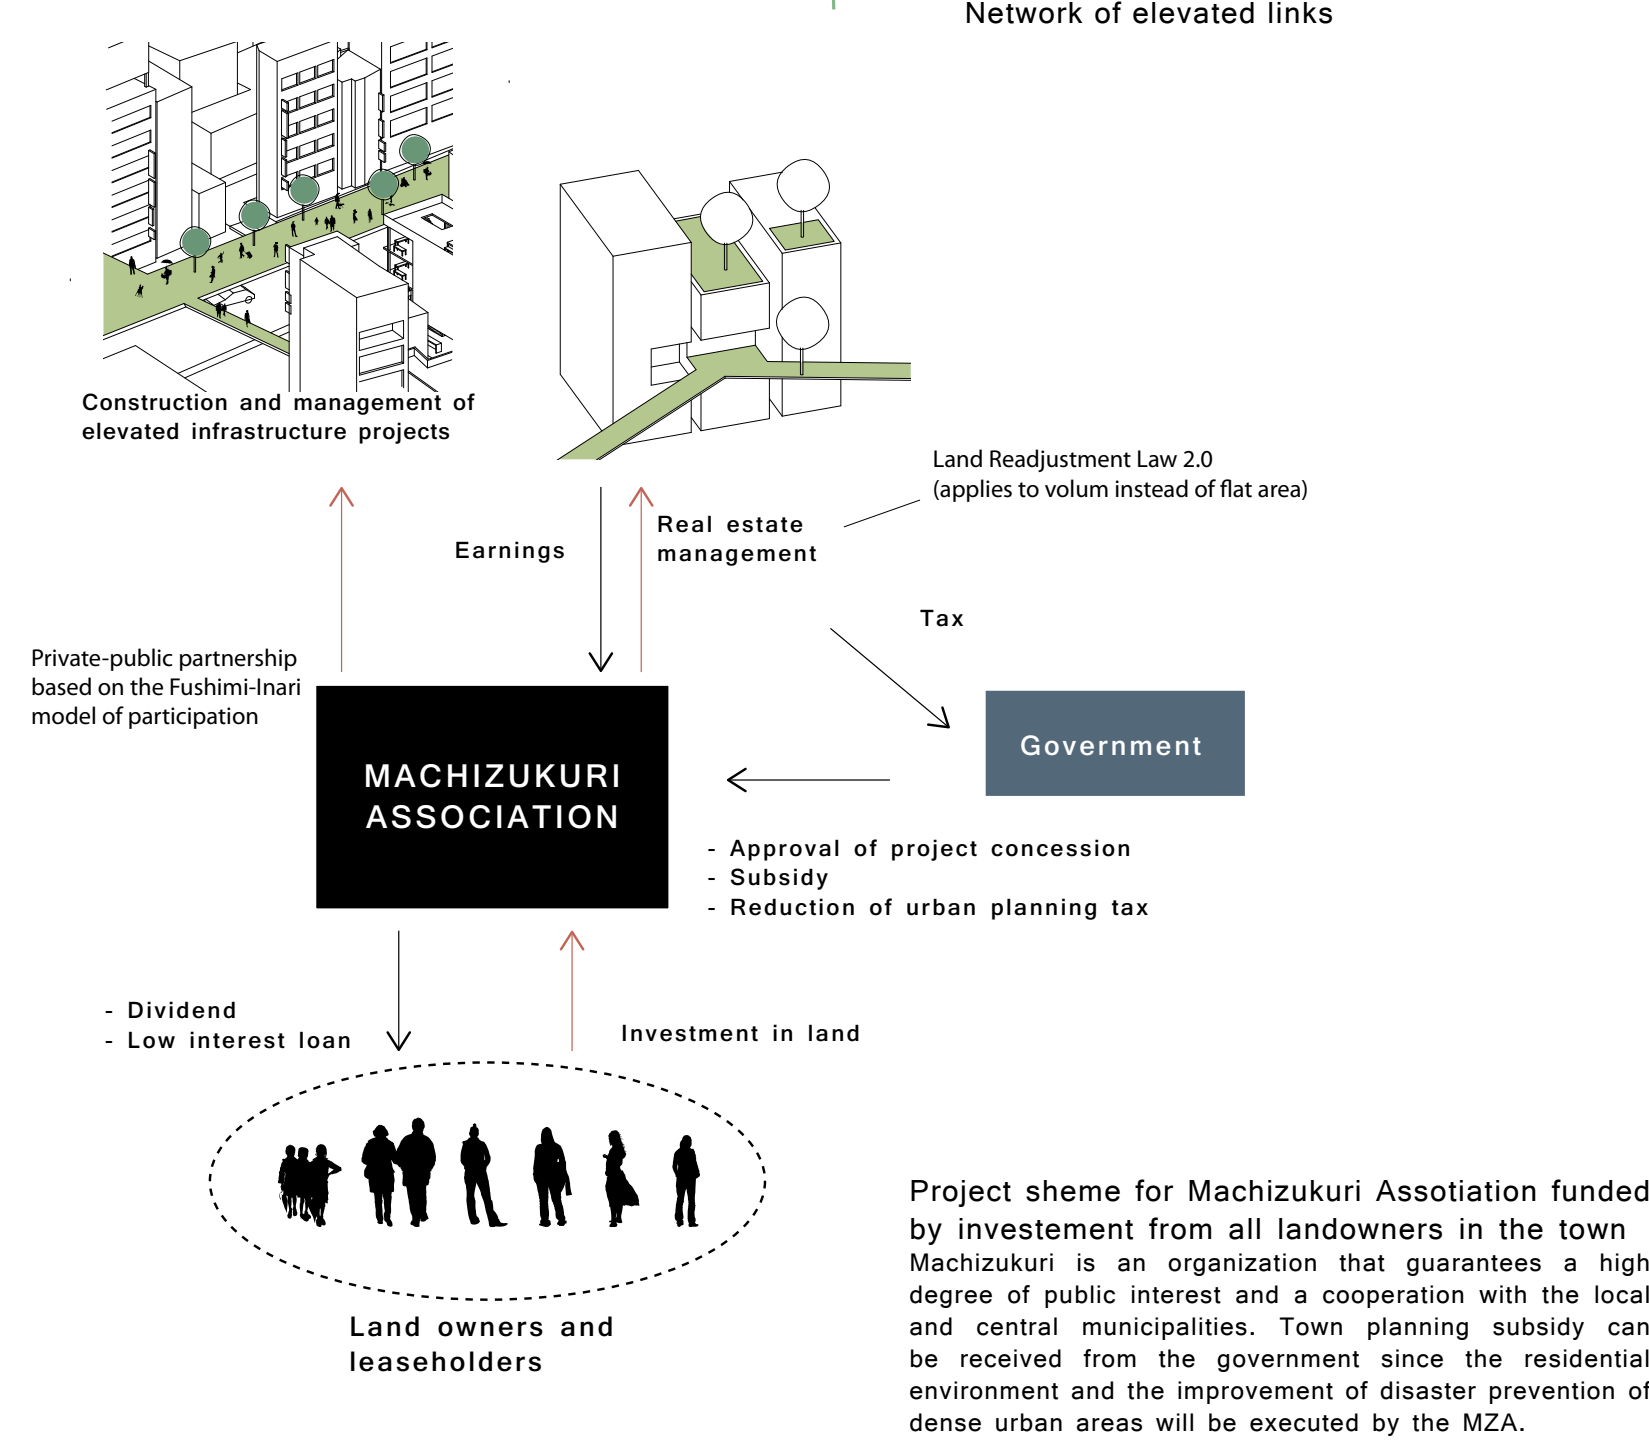 Network of elevated links
Construction and management of
elevated infrastructure projects
Land Readjustment Law 2.0
(applies to volum instead of flat area)
Real estate
management
Earnings
Tax
Private-public partnership
based on the Fushimi-Inari
model of participation
MACHIZUKURI
ASSOCIATION
Government
- Approval of project concession
- Subsidy
- Reduction of urban planning tax
- Dividend
- Low interest loan
Investment in land
Land owners and
leaseholders
Project sheme for Machizukuri Assotiation funded
by investement from all landowners in the town
Machizukuri is an organization that guarantees a high
degree of public interest and a cooperation with the local
and central municipalities. Town planning subsidy can
be received from the government since the residential
environment and the improvement of disaster prevention of
dense urban areas will be executed by the MZA.